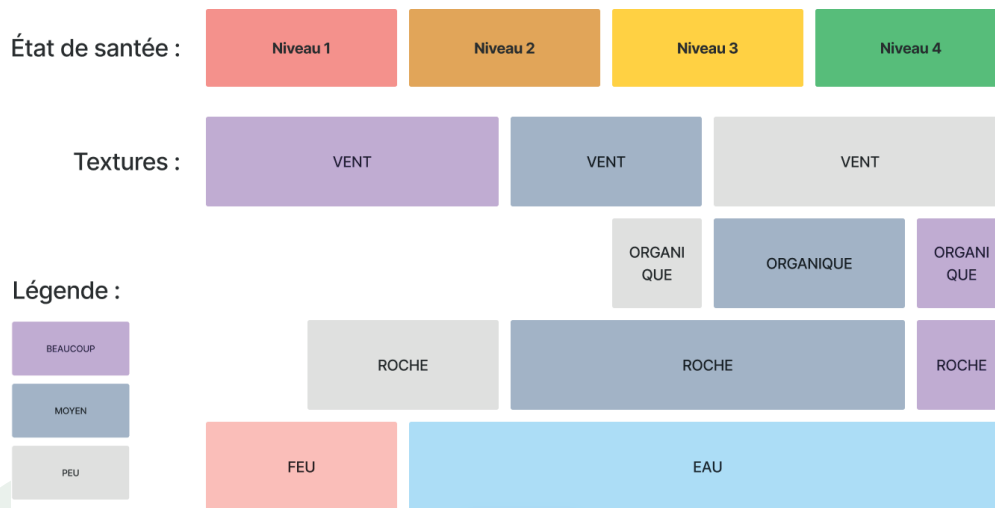 État de santée :
Niveau 1
Niveau 2
Niveau 3
Niveau 4
Textures :
VENT
VENT
VENT
ORGANI
QUE
ORGANIQUE
ORGANI
QUE
Légende :
BEAUCOUP
MOYEN
PEU
ROCHE
ROCHE
ROCHE
FEU
EAU